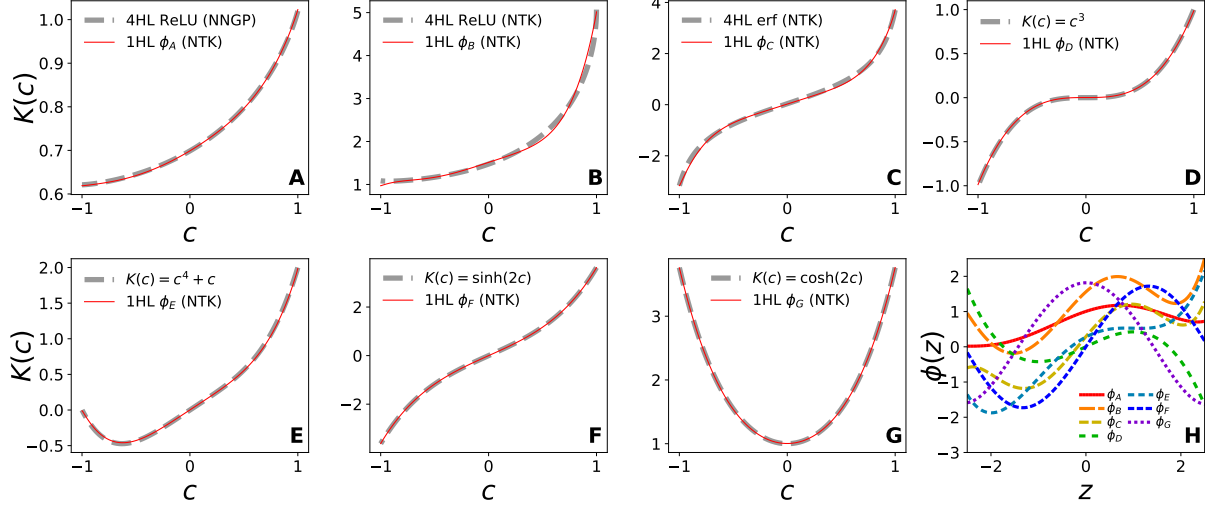 4HL ReLU (NNGP)
1HL ϕ_A (NTK)
K(c)
1.0
0.9
0.8
0.7
0.6
−1
0
1
c
A
4HL ReLU (NTK)
1HL ϕ_B (NTK)
5
4
3
2
1
−1
0
1
c
B
4HL erf (NTK)
1HL ϕ_C (NTK)
4
2
0
−2
−1
0
1
c
C
K(c) = c³
1HL ϕ_D (NTK)
1.0
0.5
0.0
−0.5
−1.0
−1
0
1
c
D
K(c) = c⁴ + c
1HL ϕ_E (NTK)
K(c)
2.0
1.5
1.0
0.5
0.0
−0.5
−1
0
1
c
E
K(c) = sinh(2c)
1HL ϕ_F (NTK)
2
0
−2
−1
0
1
c
F
K(c) = cosh(2c)
1HL ϕ_G (NTK)
3
2
1
−1
0
1
c
G
ϕ(z)
2
1
0
−1
−2
−3
−2
0
2
z
ϕ_A
ϕ_B
ϕ_C
ϕ_D
ϕ_E
ϕ_F
ϕ_G
H